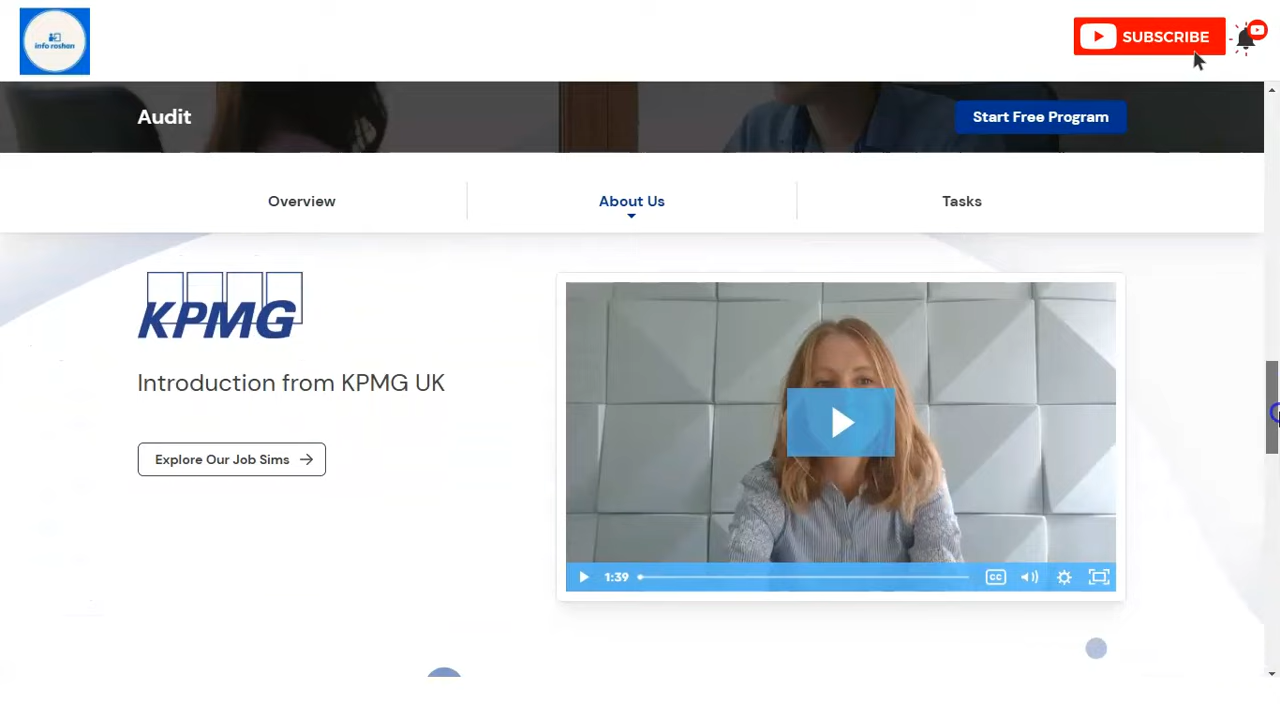 info roshan
SUBSCRIBE
Audit
Start Free Program
Overview
About Us
Tasks
KPMG
Introduction from KPMG UK
Explore Our Job Sims
1:39
CC